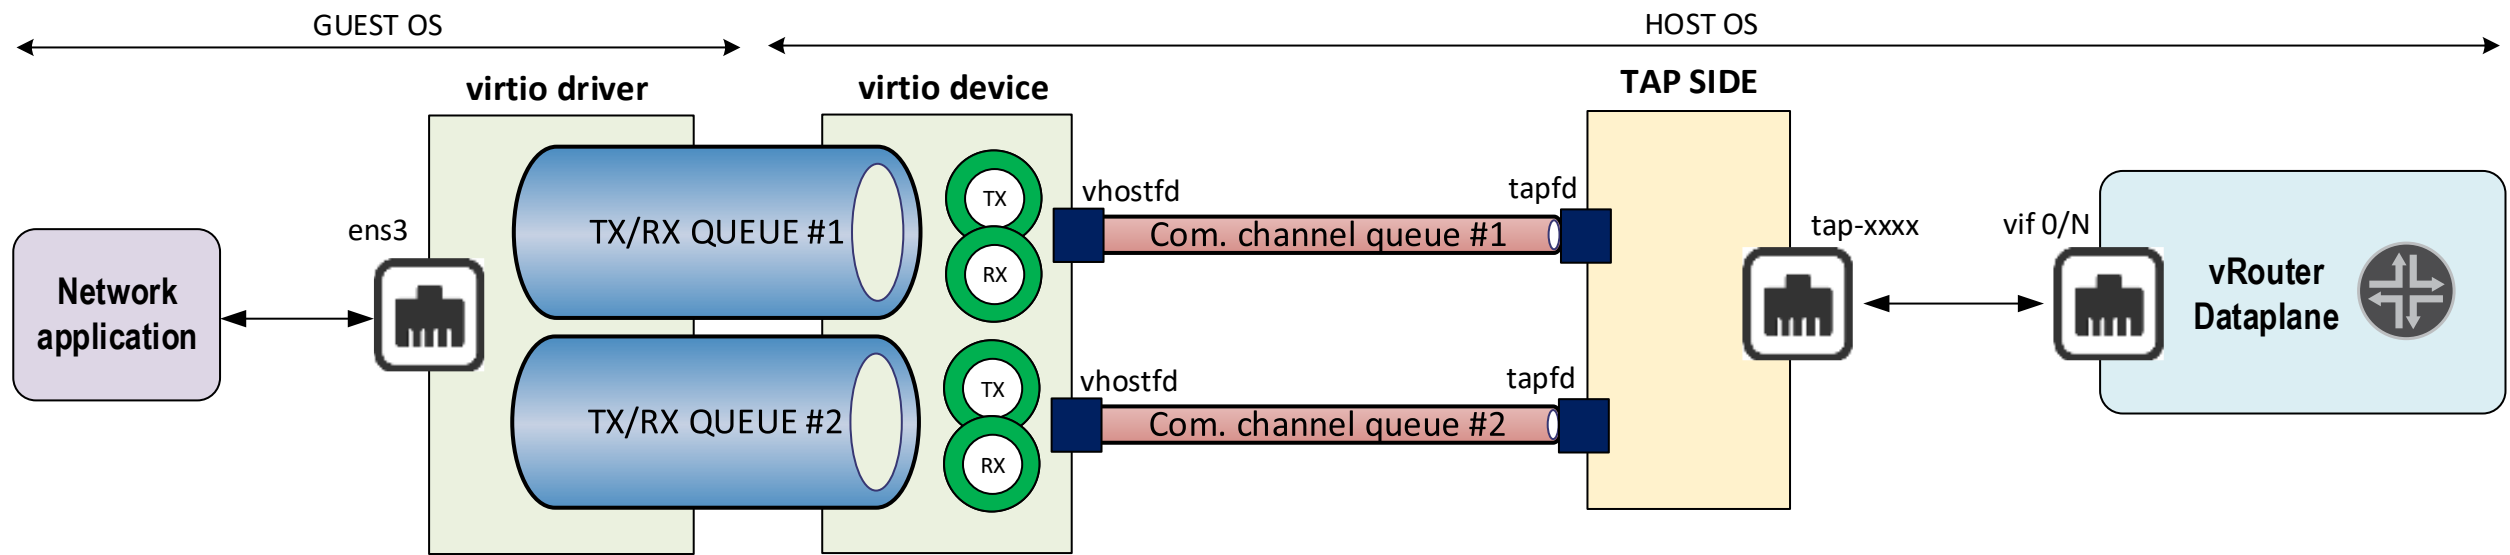 GUEST OS
HOST OS
virtio driver
virtio device
TAP SIDE
Network
application
ens3
TX/RX QUEUE #1
TX
RX
vhostfd
Com. channel queue #1
tapfd
TX/RX QUEUE #2
TX
RX
vhostfd
Com. channel queue #2
tapfd
tap-xxxx
vif 0/N
vRouter
Dataplane